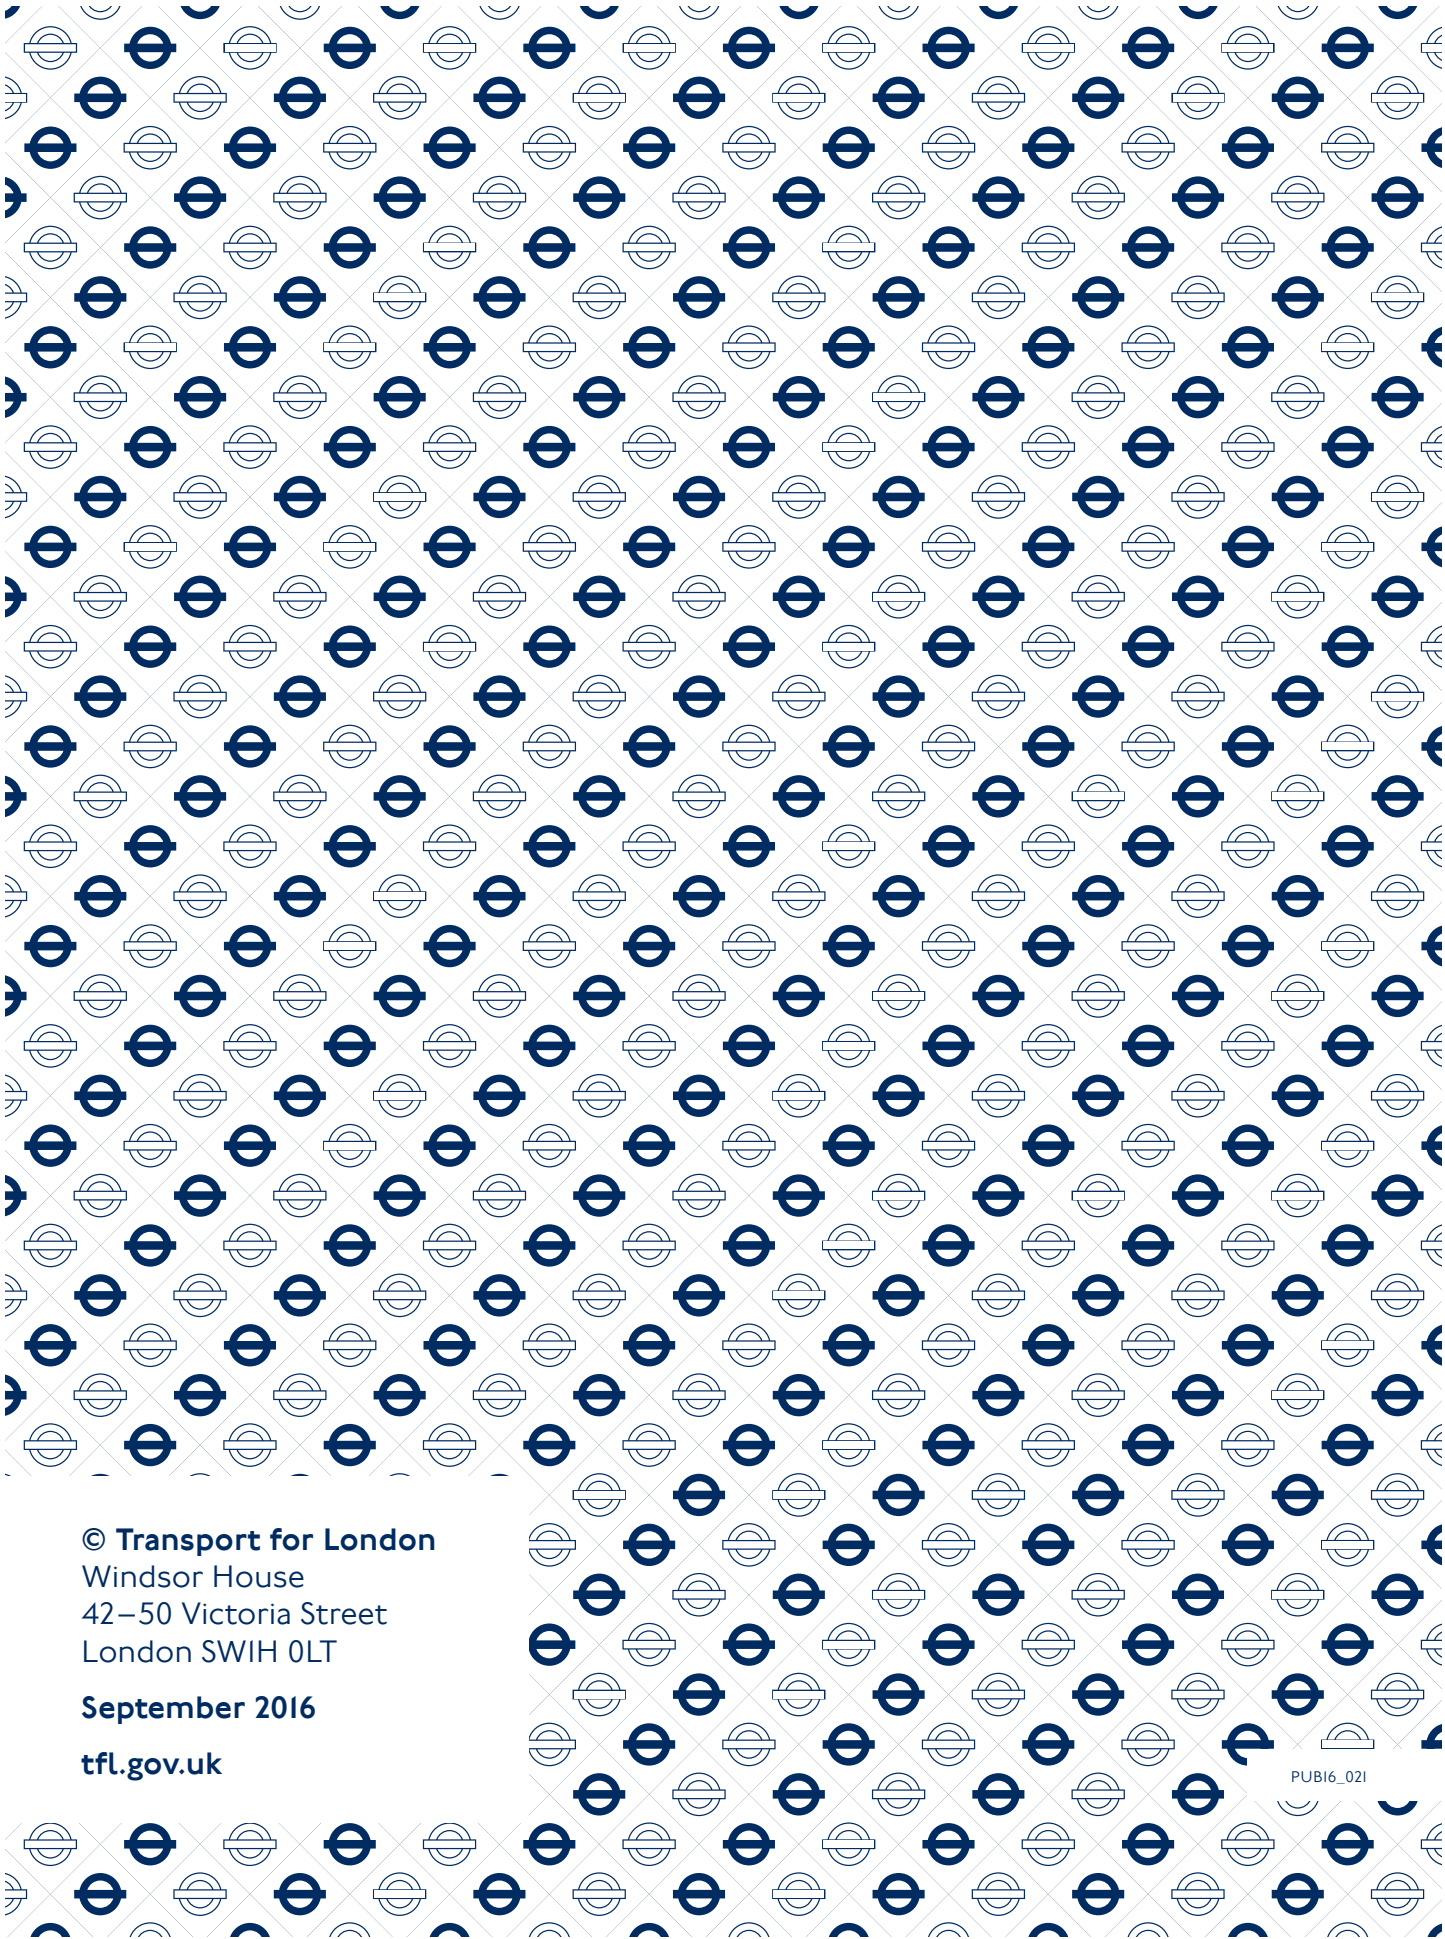 © Transport for London
Windsor House
42–50 Victoria Street
London SW1H 0LT
September 2016
tfl.gov.uk
PUB16_021